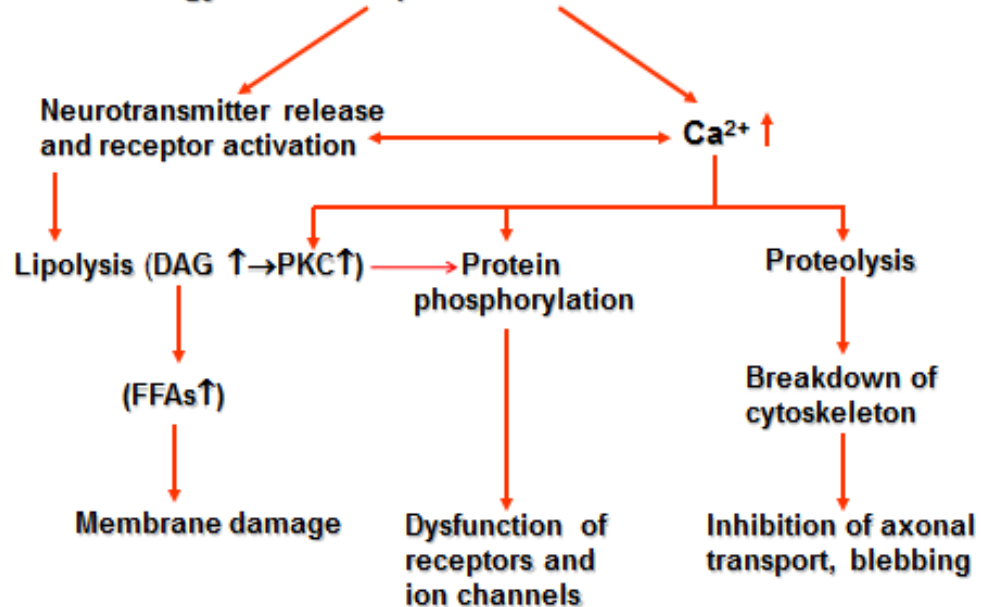 Neurotransmitter release
and receptor activation
Ca²⁺ ↑
Lipolysis (DAG ↑→PKC↑)
Protein
phosphorylation
Proteolysis
(FFAs↑)
Breakdown of
cytoskeleton
Membrane damage
Dysfunction of
receptors and
ion channels
Inhibition of axonal
transport, blebbing